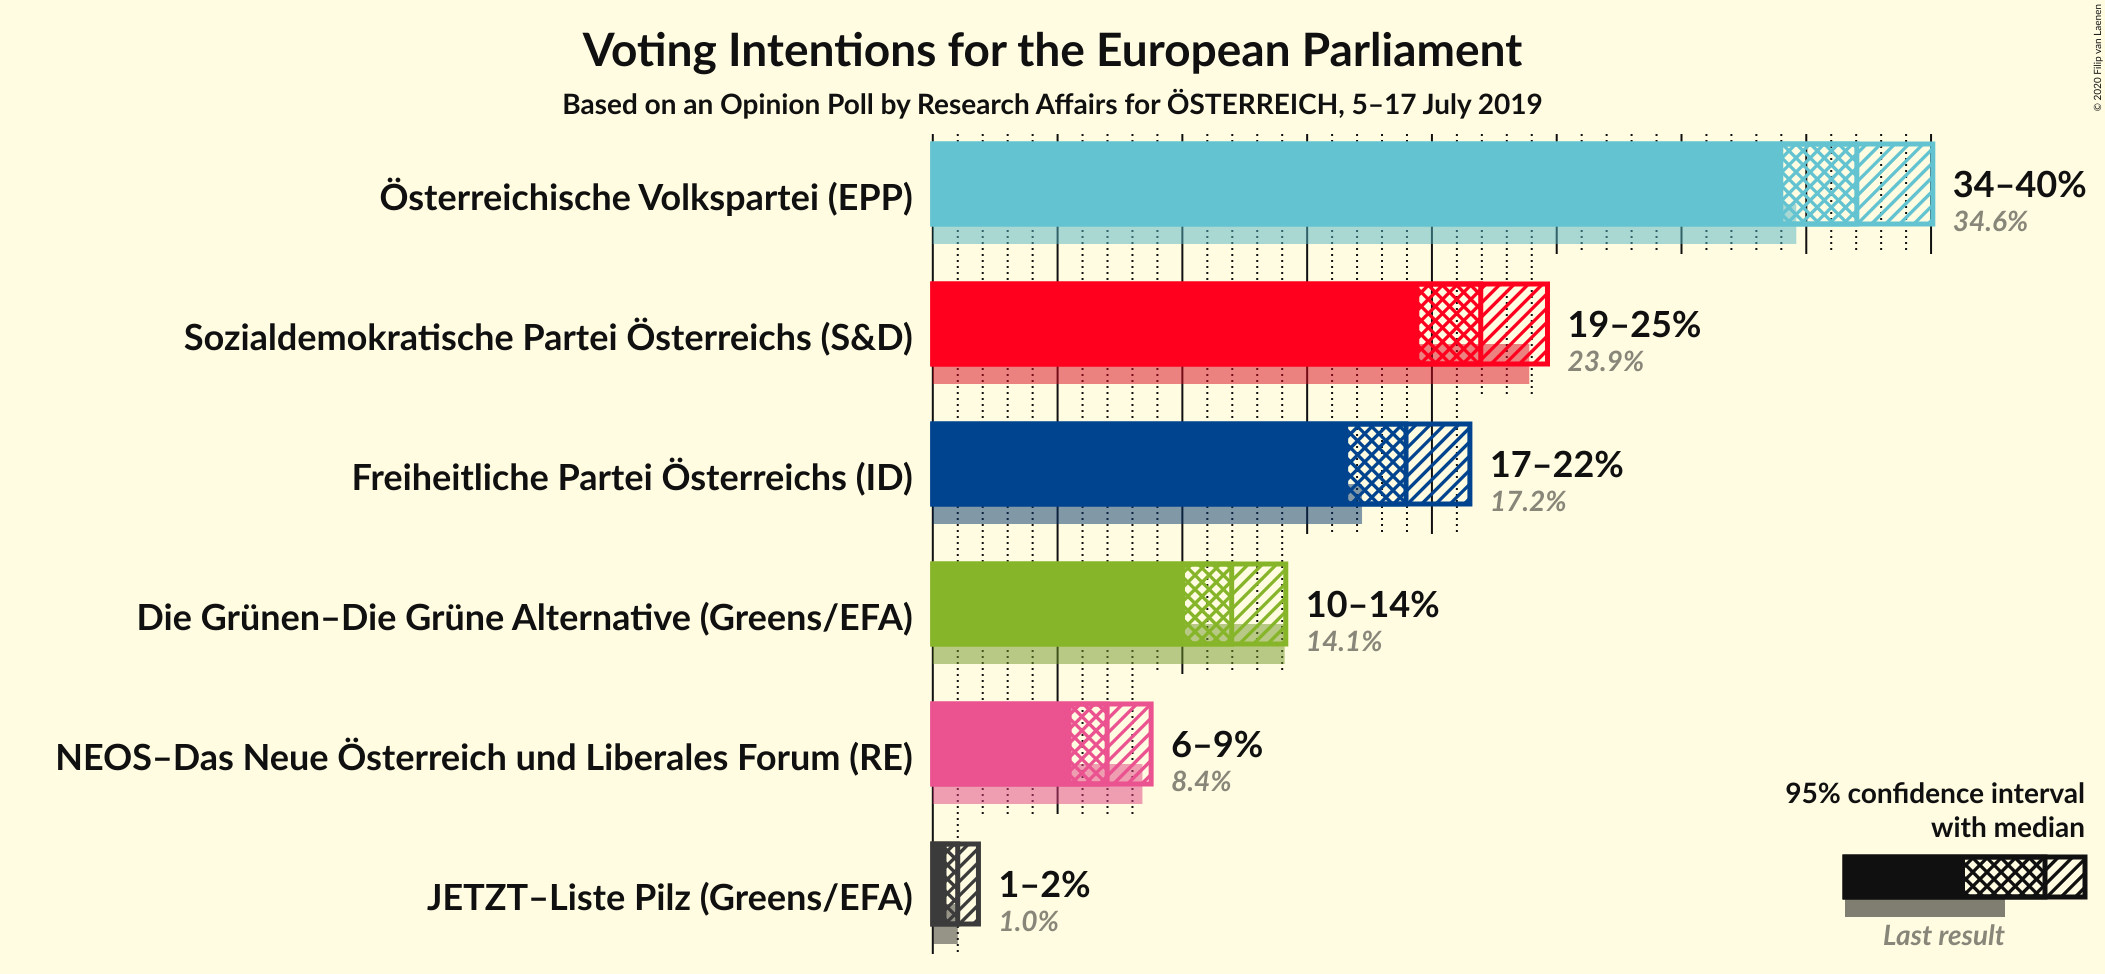 Voting Intentions for the European Parliament
Based on an Opinion Poll by Research Affairs for ÖSTERREICH, 5–17 July 2019
© 2020 Filip van Laenen
Österreichische Volkspartei (EPP)
34–40%
34.6%
Sozialdemokratische Partei Österreichs (S&D)
19–25%
23.9%
Freiheitliche Partei Österreichs (ID)
17–22%
17.2%
Die Grünen–Die Grüne Alternative (Greens/EFA)
10–14%
14.1%
NEOS–Das Neue Österreich und Liberales Forum (RE)
6–9%
8.4%
JETZT–Liste Pilz (Greens/EFA)
1–2%
1.0%
95% confidence interval
with median
Last result